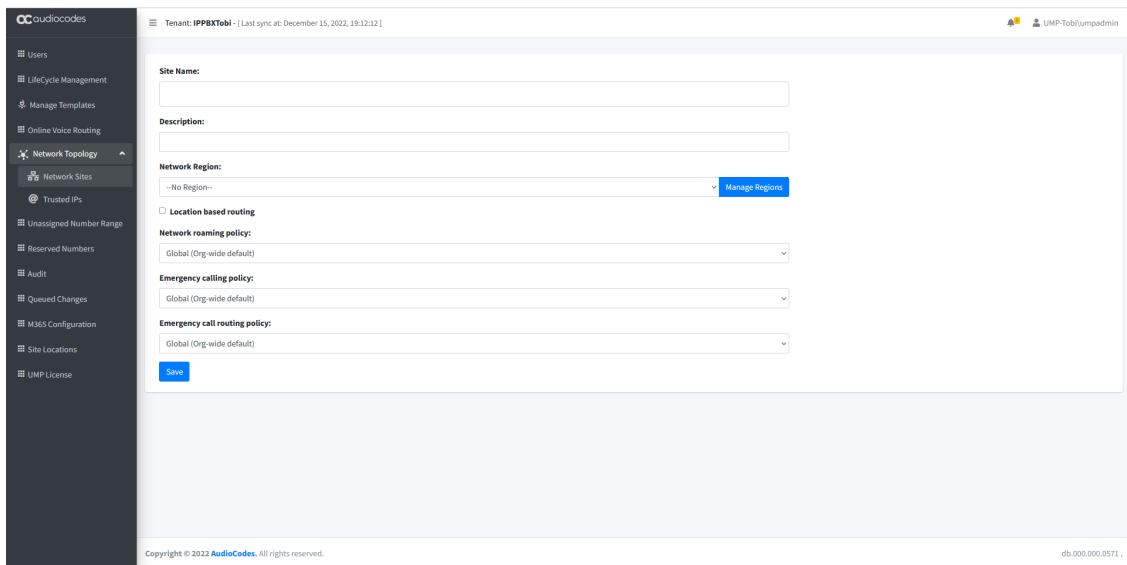 audiocodes
Tenant: IPPBXTobi - [ Last sync at: December 15, 2022, 19:12:12 ]
UMP-Tobi\umpadmin
Users
LifeCycle Management
Manage Templates
Online Voice Routing
Network Topology
Network Sites
Trusted IPs
Unassigned Number Range
Reserved Numbers
Audit
Queued Changes
M365 Configuration
Site Locations
UMP License
Site Name:
Description:
Network Region:
--No Region--
Manage Regions
Location based routing
Network roaming policy:
Global (Org-wide default)
Emergency calling policy:
Global (Org-wide default)
Emergency call routing policy:
Global (Org-wide default)
Save
Copyright © 2022 AudioCodes. All rights reserved.
db.000.000.0571 .